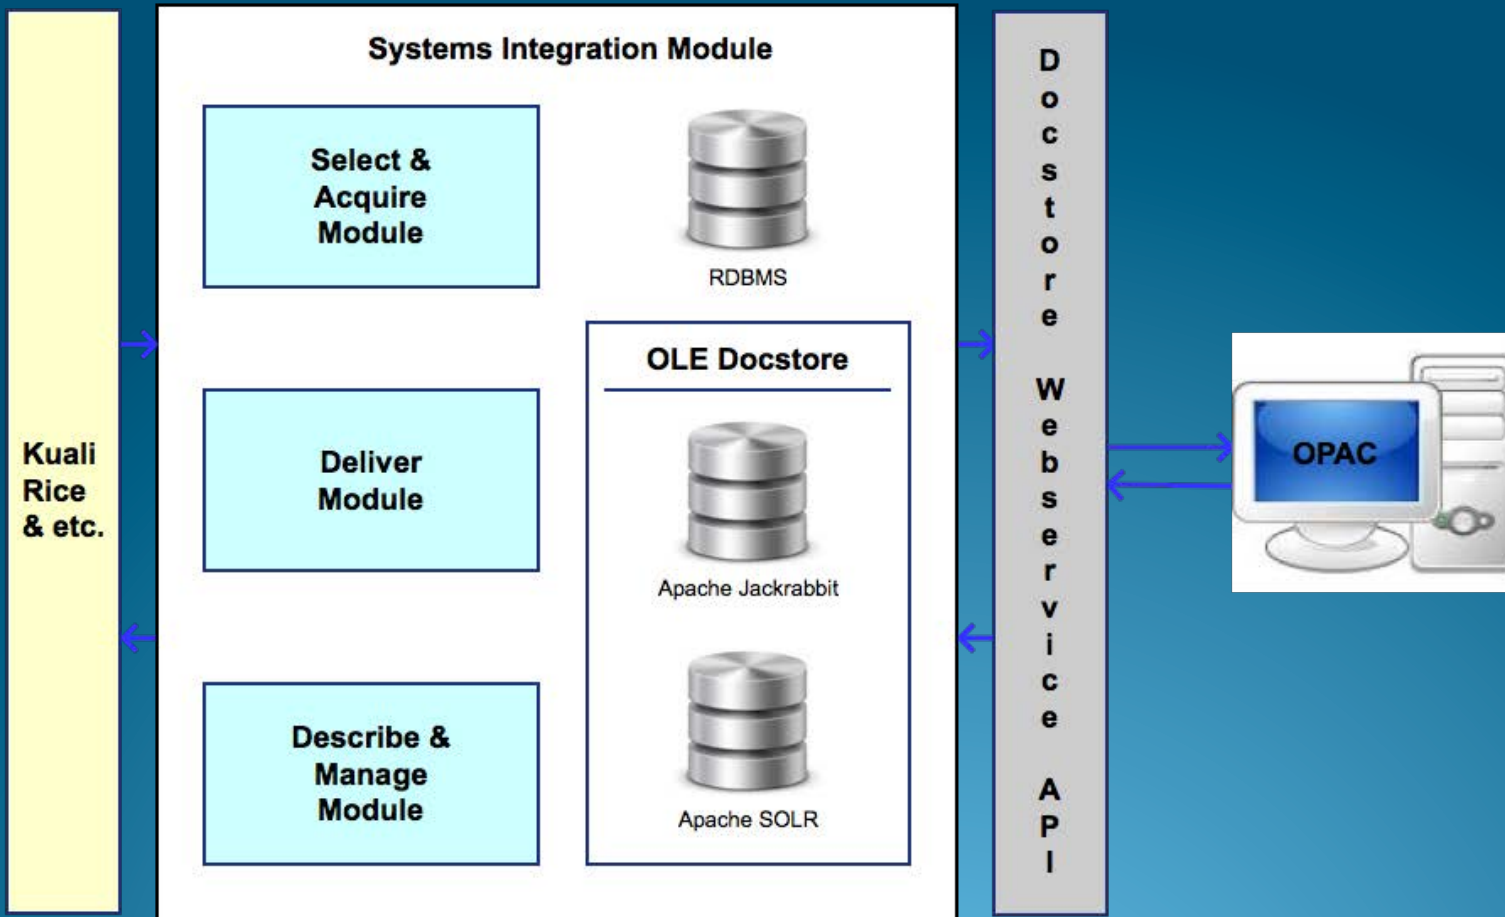 Kuali
Rice
& etc.
Systems Integration Module
Select &
Acquire
Module
RDBMS
OLE Docstore
Deliver
Module
Apache Jackrabbit
Describe &
Manage
Module
Apache SOLR
Docstore Webservice API
OPAC